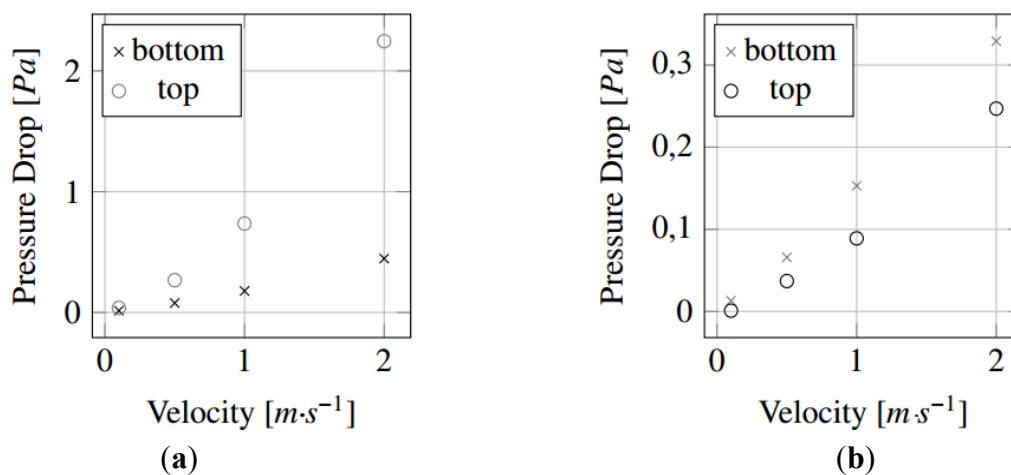 × bottom
○ top
2
1
0
0 1 2
Pressure Drop [Pa]
Velocity [m·s⁻¹]
(a)
× bottom
○ top
0,3
0,2
0,1
0
0 1 2
Pressure Drop [Pa]
Velocity [m·s⁻¹]
(b)